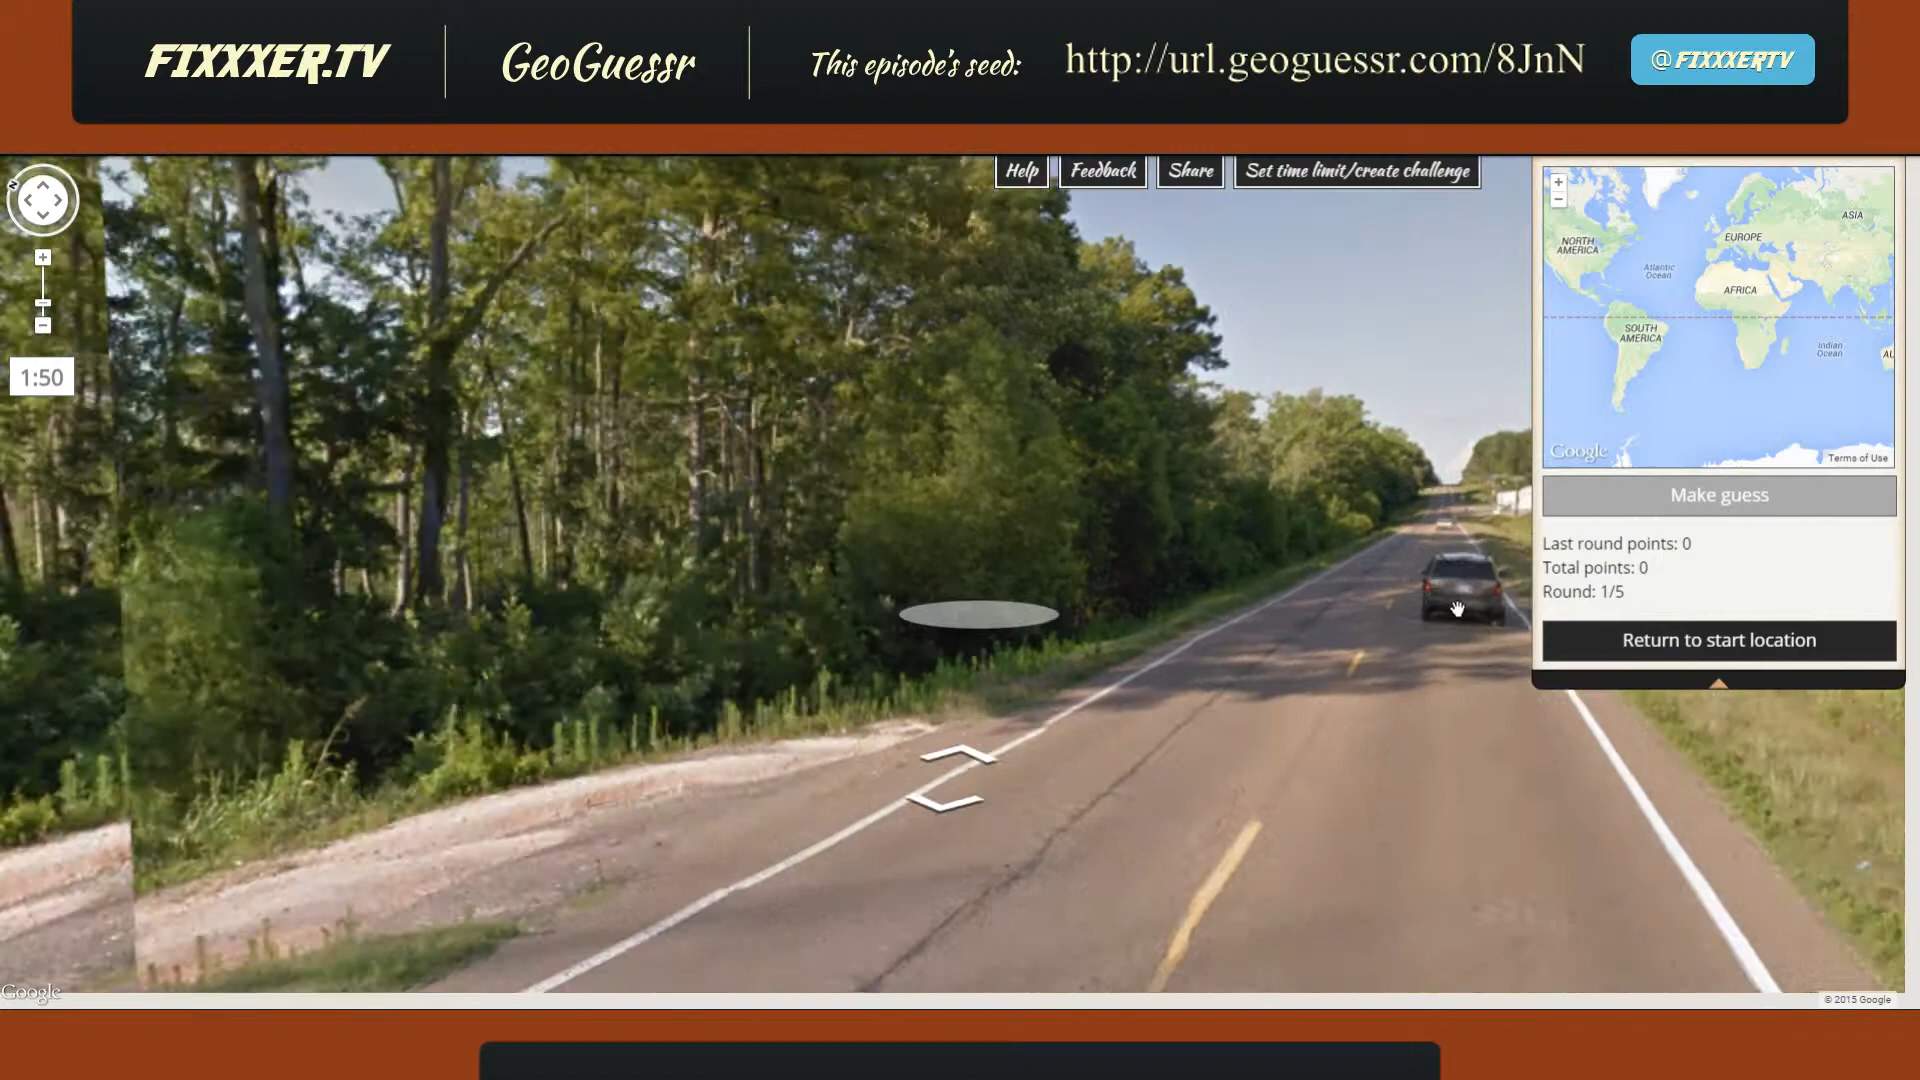 FIXXXER.TV
GeoGuessr
This episode's seed:
http://url.geoguessr.com/8JnN
@FIXXXERTV
Help
Feedback
Share
Set time limit/create challenge
N
+
−
1:50
+
−
NORTH
AMERICA
Atlantic
Ocean
EUROPE
ASIA
AFRICA
SOUTH
AMERICA
Indian
Ocean
AU
Google
Terms of Use
Make guess
Last round points: 0
Total points: 0
Round: 1/5
Return to start location
Google
© 2015 Google